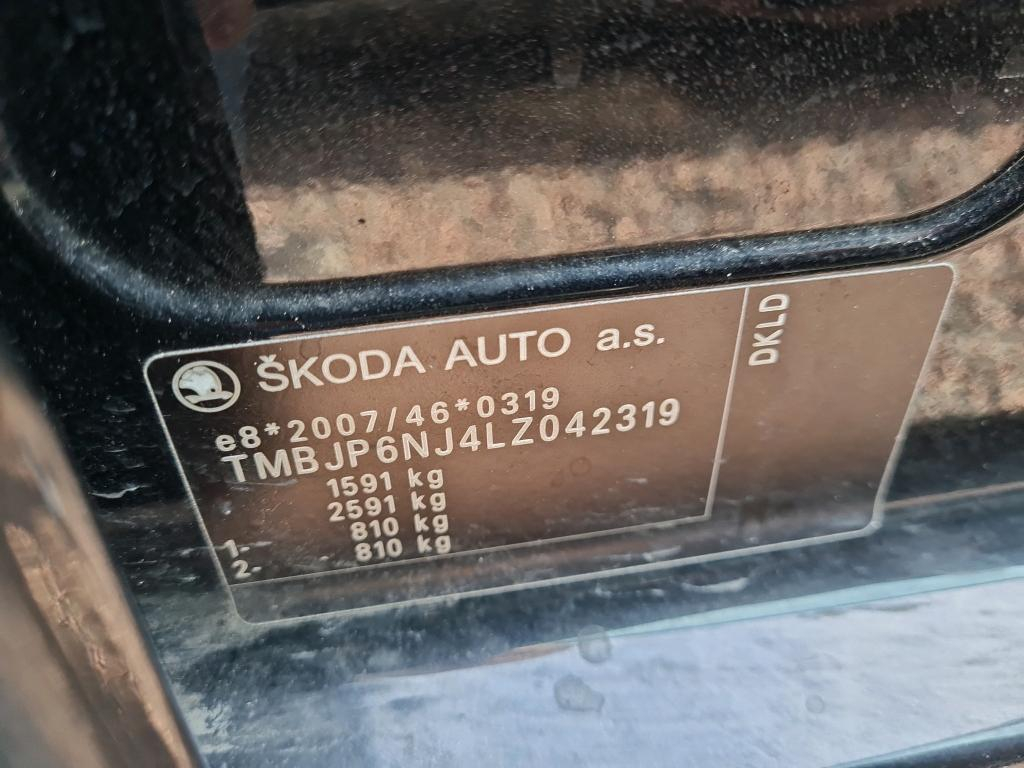 ŠKODA AUTO a.s.
e8*2007/46*0319
TMBJP6NJ4LZ042319
1591 kg
2591 kg
1. - 810 kg
2. - 810 kg
DKLD